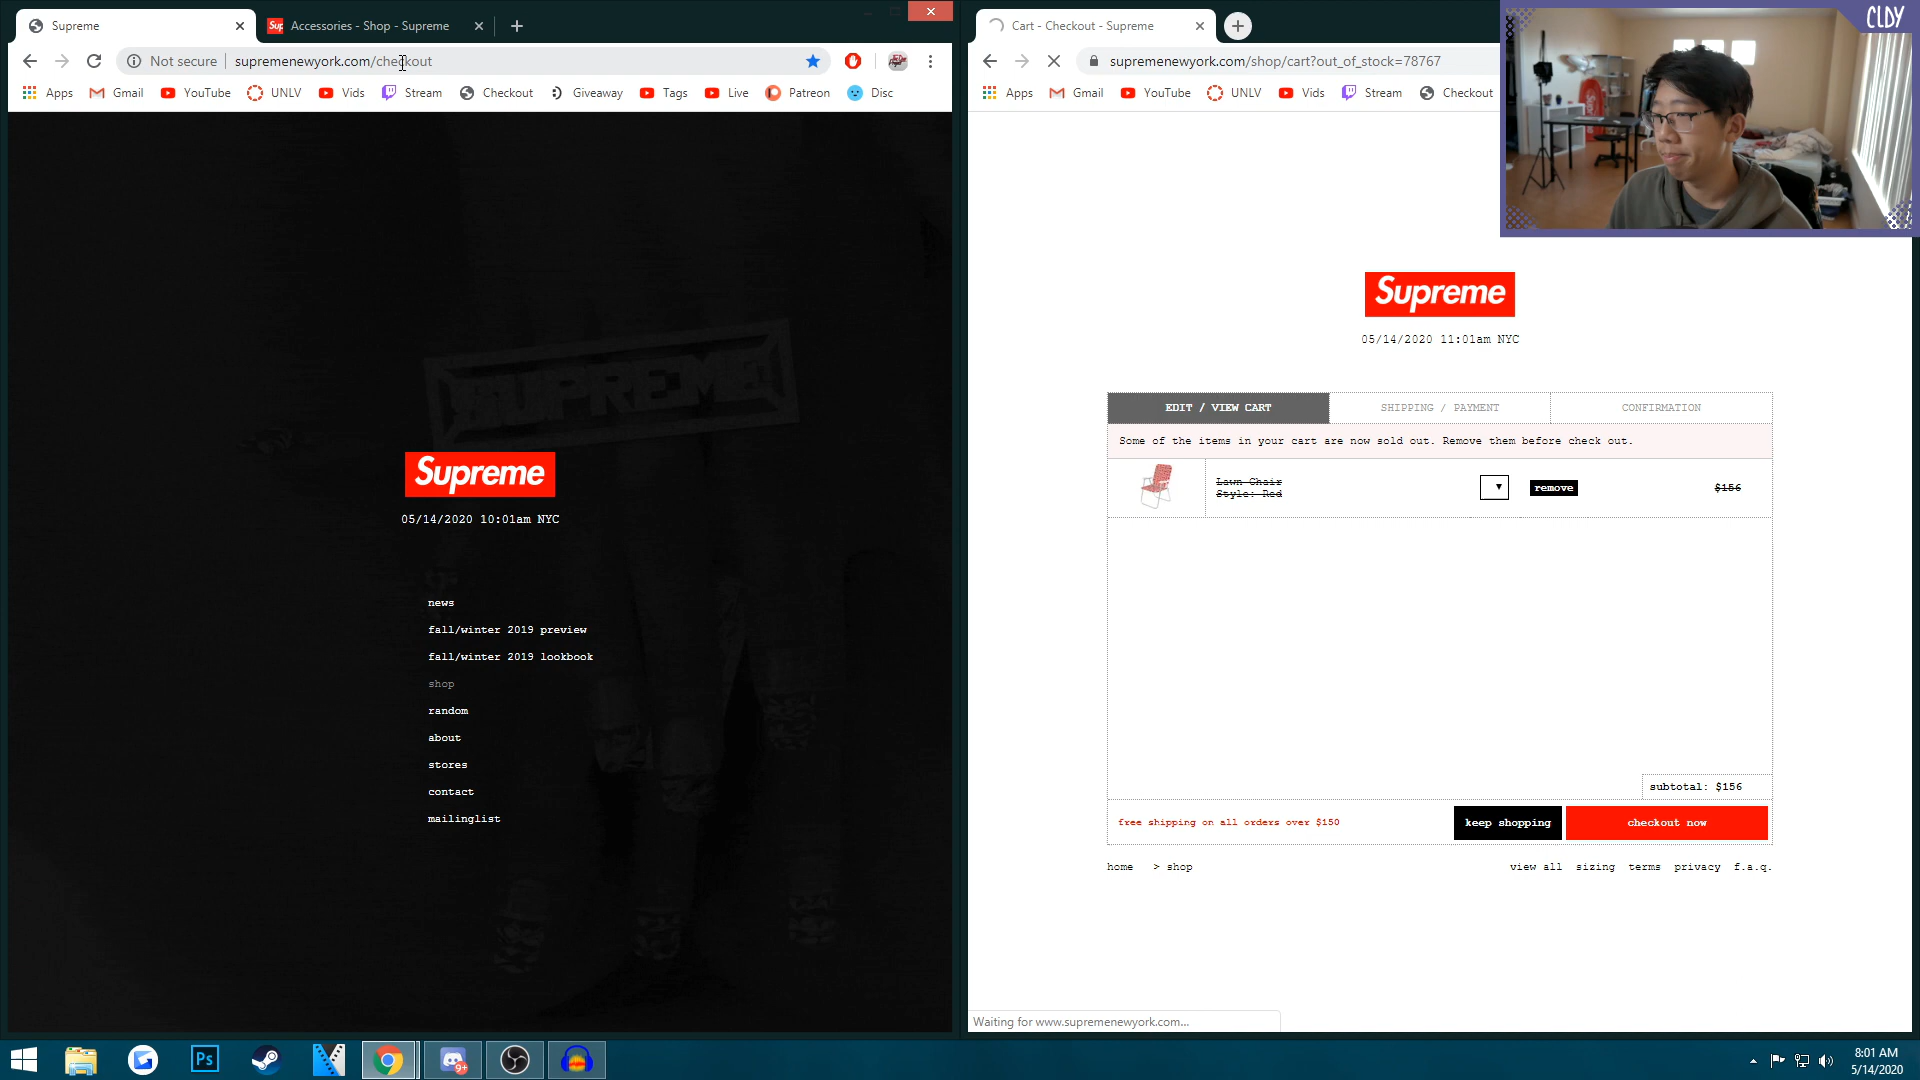 Supreme
Accessories - Shop - Supreme
Not secure
supremenewyork.com/checkout
Apps
Gmail
YouTube
UNLV
Vids
Stream
Checkout
Giveaway
Tags
Live
Patreon
Disc
SUPREME
Supreme
05/14/2020 10:01am NYC
news
fall/winter 2019 preview
fall/winter 2019 lookbook
shop
random
about
stores
contact
mailinglist
Cart - Checkout - Supreme
supremenewyork.com/shop/cart?out_of_stock=78767
Apps
Gmail
YouTube
UNLV
Vids
Stream
Checkout
CLDY
Supreme
05/14/2020 11:01am NYC
EDIT / VIEW CART
SHIPPING / PAYMENT
CONFIRMATION
Some of the items in your cart are now sold out. Remove them before check out.
Lawn Chair
Style: Red
remove
$156
subtotal: $156
free shipping on all orders over $150
keep shopping
checkout now
home > shop
view all sizing terms privacy f.a.q.
Waiting for www.supremenewyork.com...
Ps
9+
8:01 AM
5/14/2020